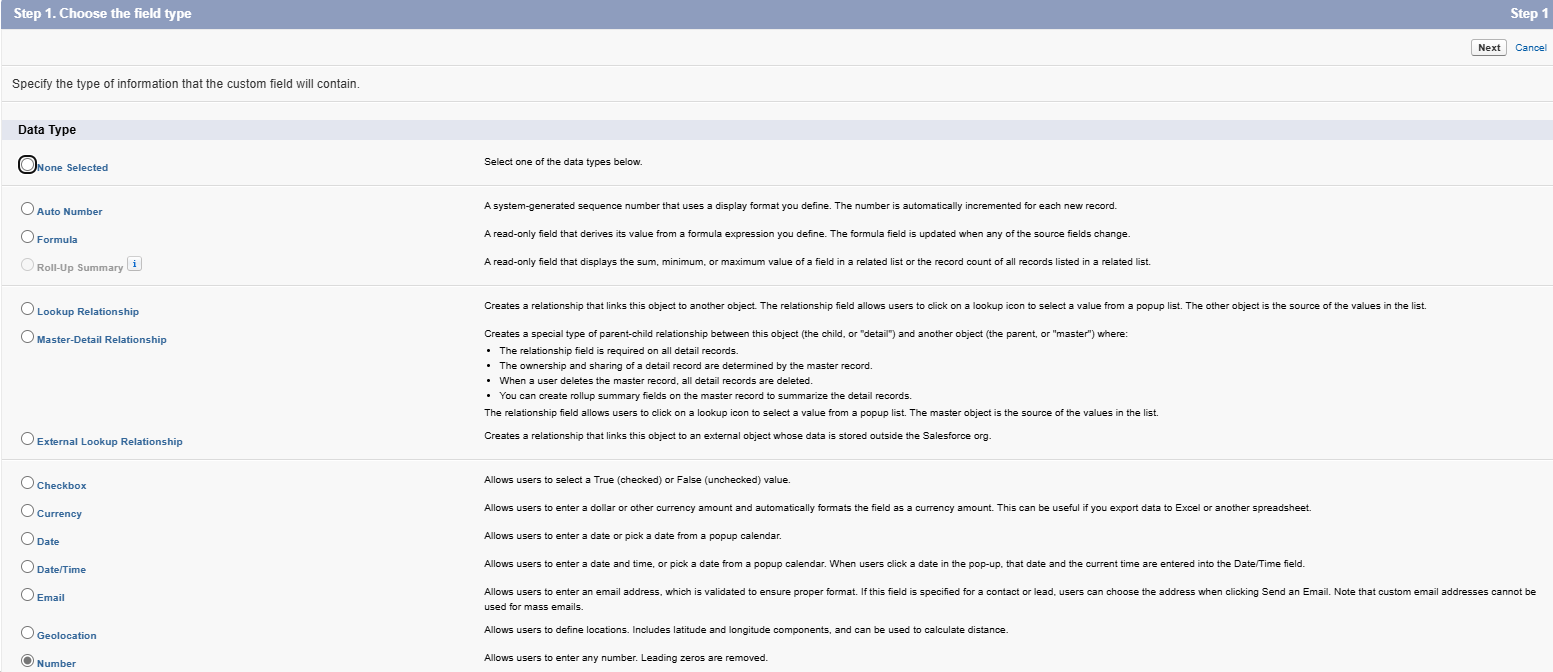 Step 1. Choose the field type
Step 1
Next
Cancel
Specify the type of information that the custom field will contain.
Data Type
None Selected
Select one of the data types below.
Auto Number
A system-generated sequence number that uses a display format you define. The number is automatically incremented for each new record.
Formula
A read-only field that derives its value from a formula expression you define. The formula field is updated when any of the source fields change.
Roll-Up Summary
i
A read-only field that displays the sum, minimum, or maximum value of a field in a related list or the record count of all records listed in a related list.
Lookup Relationship
Creates a relationship that links this object to another object. The relationship field allows users to click on a lookup icon to select a value from a popup list. The other object is the source of the values in the list.
Master-Detail Relationship
Creates a special type of parent-child relationship between this object (the child, or "detail") and another object (the parent, or "master") where:
• The relationship field is required on all detail records.
• The ownership and sharing of a detail record are determined by the master record.
• When a user deletes the master record, all detail records are deleted.
• You can create rollup summary fields on the master record to summarize the detail records.
The relationship field allows users to click on a lookup icon to select a value from a popup list. The master object is the source of the values in the list.
External Lookup Relationship
Creates a relationship that links this object to an external object whose data is stored outside the Salesforce org.
Checkbox
Allows users to select a True (checked) or False (unchecked) value.
Currency
Allows users to enter a dollar or other currency amount and automatically formats the field as a currency amount. This can be useful if you export data to Excel or another spreadsheet.
Date
Allows users to enter a date or pick a date from a popup calendar.
Date/Time
Allows users to enter a date and time, or pick a date from a popup calendar. When users click a date in the pop-up, that date and the current time are entered into the Date/Time field.
Email
Allows users to enter an email address, which is validated to ensure proper format. If this field is specified for a contact or lead, users can choose the address when clicking Send an Email. Note that custom email addresses cannot be
used for mass emails.
Geolocation
Allows users to define locations. Includes latitude and longitude components, and can be used to calculate distance.
Number
Allows users to enter any number. Leading zeros are removed.